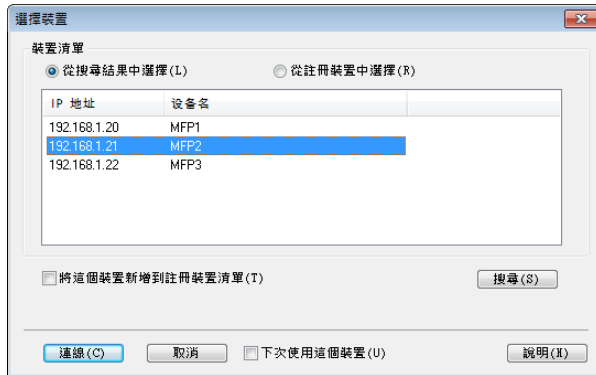 選擇裝置
裝置清單
從搜尋結果中選擇(L) 從註冊裝置中選擇(R)
IP 地址 设备名
192.168.1.20 MFP1
192.168.1.21 MFP2
192.168.1.22 MFP3
將這個裝置新增到註冊裝置清單(T) 搜尋(S)
連線(C) 取消 下次使用這個裝置(U) 說明(H)